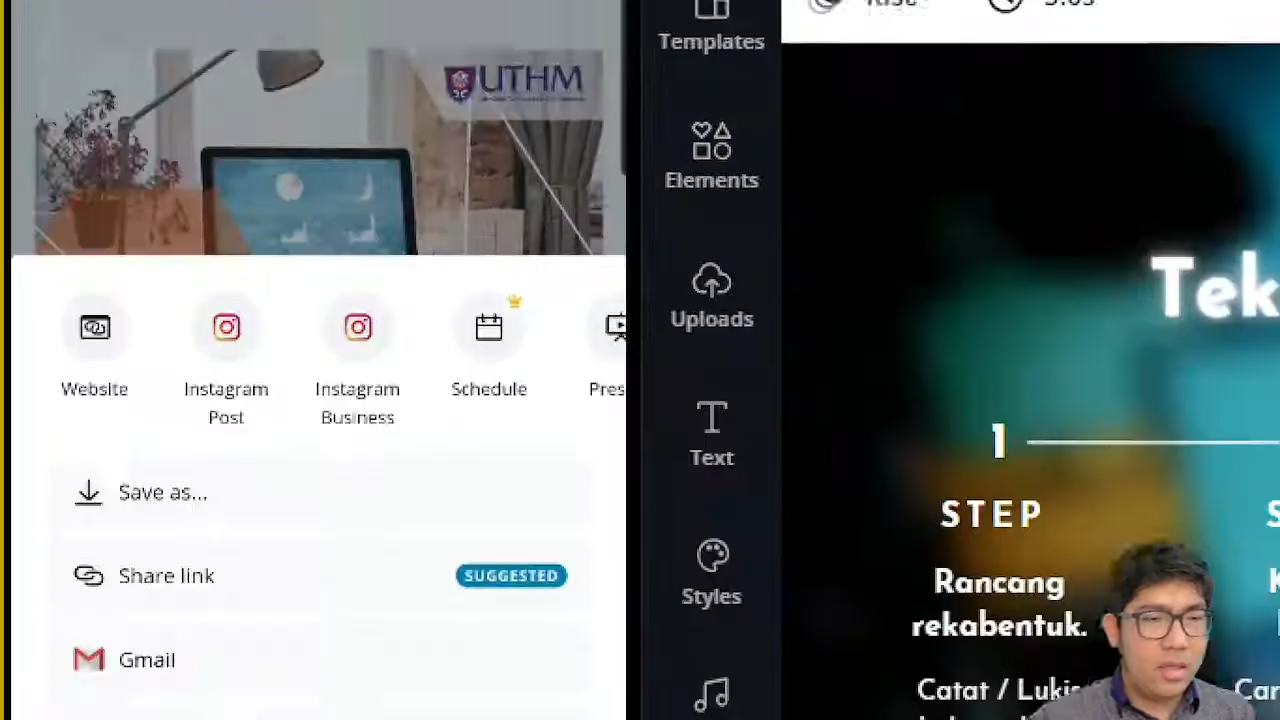 UTHM
Website
Instagram
Post
Instagram
Business
Schedule
Pres
Save as...
Share link
SUGGESTED
Gmail
Templates
Elements
Uploads
Text
Styles
Tek
1
STEP
Rancang
rekabentuk.
Catat / Lukis
Car